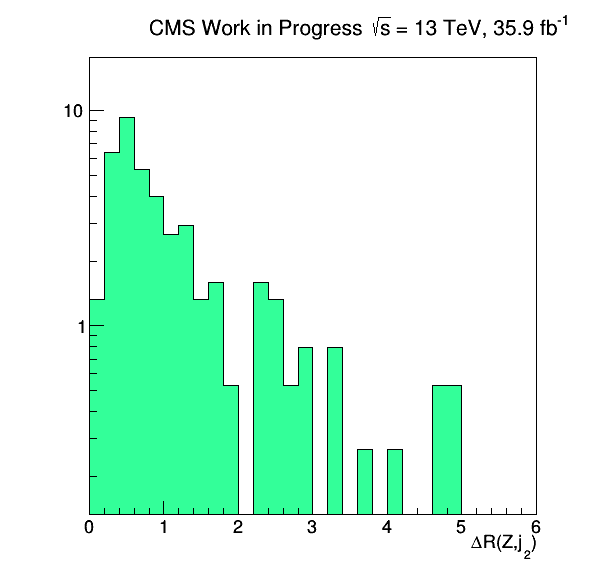 CMS Work in Progress √s = 13 TeV, 35.9 fb⁻¹
10
1
0 1 2 3 4 5 6
ΔR(Z,j₂)